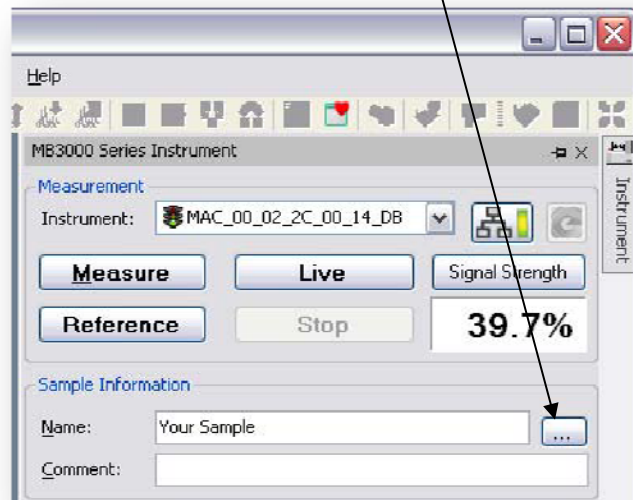 Help
MB3000 Series Instrument
Instrument
Measurement
Instrument: MAC_00_02_2C_00_14_DB
Measure Live Signal Strength
Reference Stop 39.7%
Sample Information
Name: Your Sample ...
Comment: